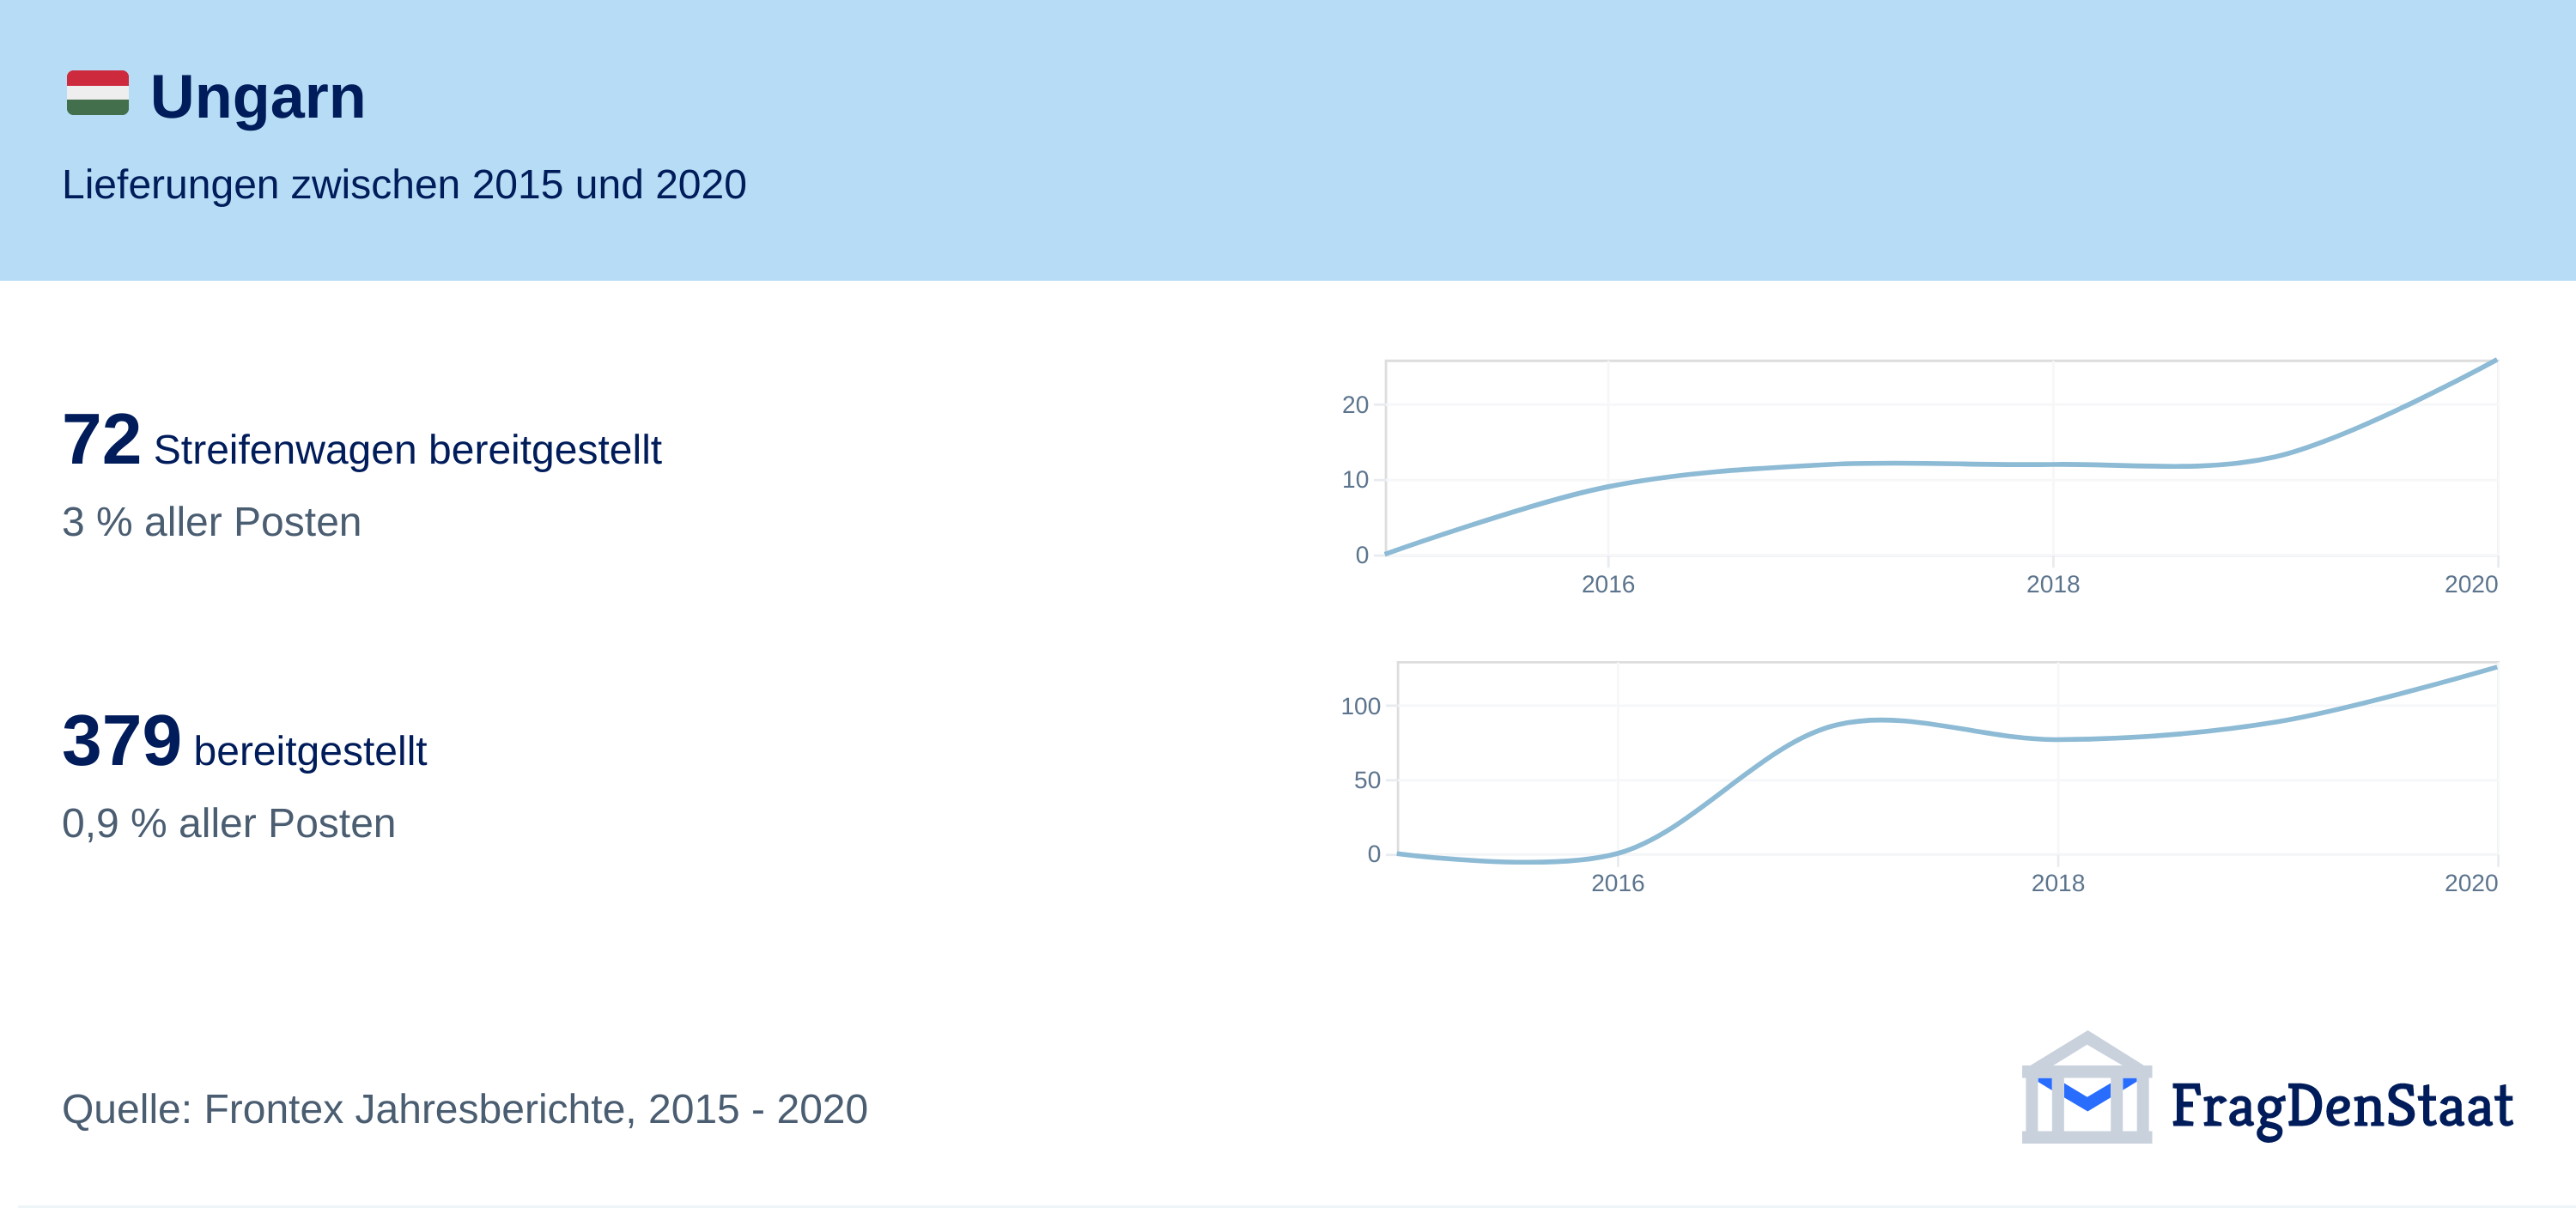 Ungarn
Lieferungen zwischen 2015 und 2020
72 Streifenwagen bereitgestellt
3 % aller Posten
20
10
0
2016 2018 2020
379 bereitgestellt
0,9 % aller Posten
100
50
0
2016 2018 2020
Quelle: Frontex Jahresberichte, 2015 - 2020
FragDenStaat